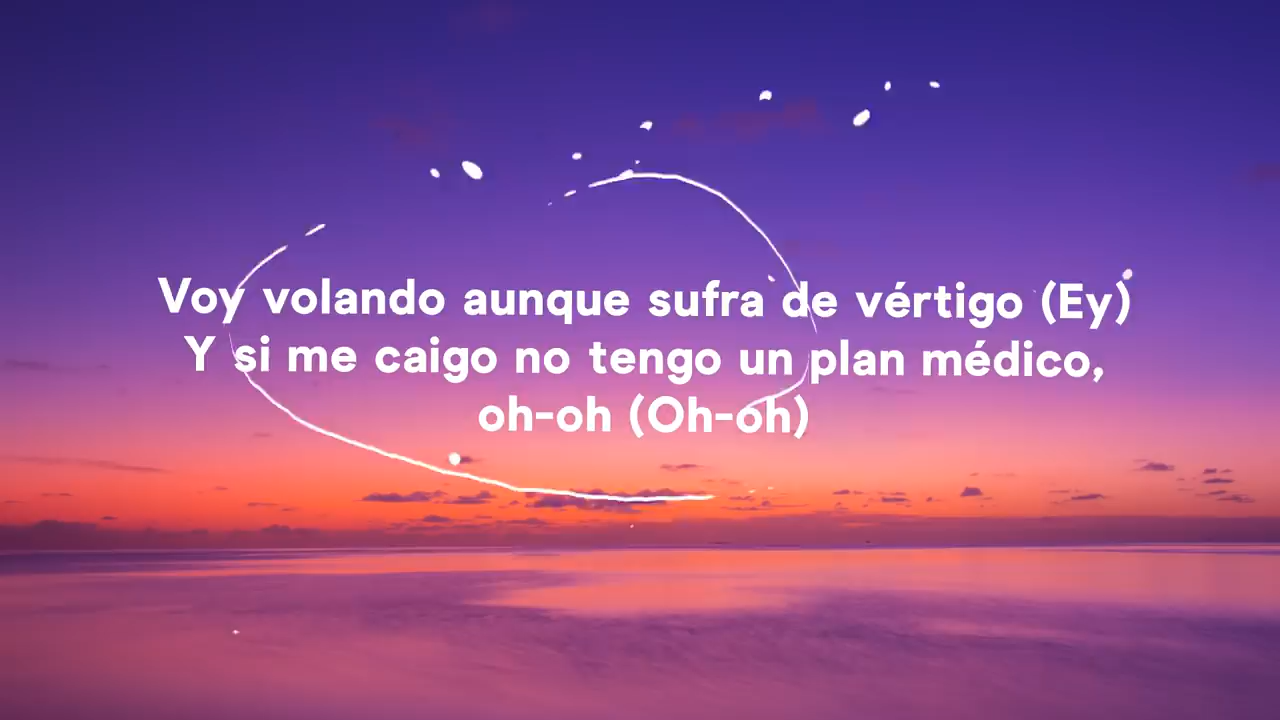 Voy volando aunque sufra de vértigo (Ey)
Y si me caigo no tengo un plan médico,
oh-oh (Oh-oh)